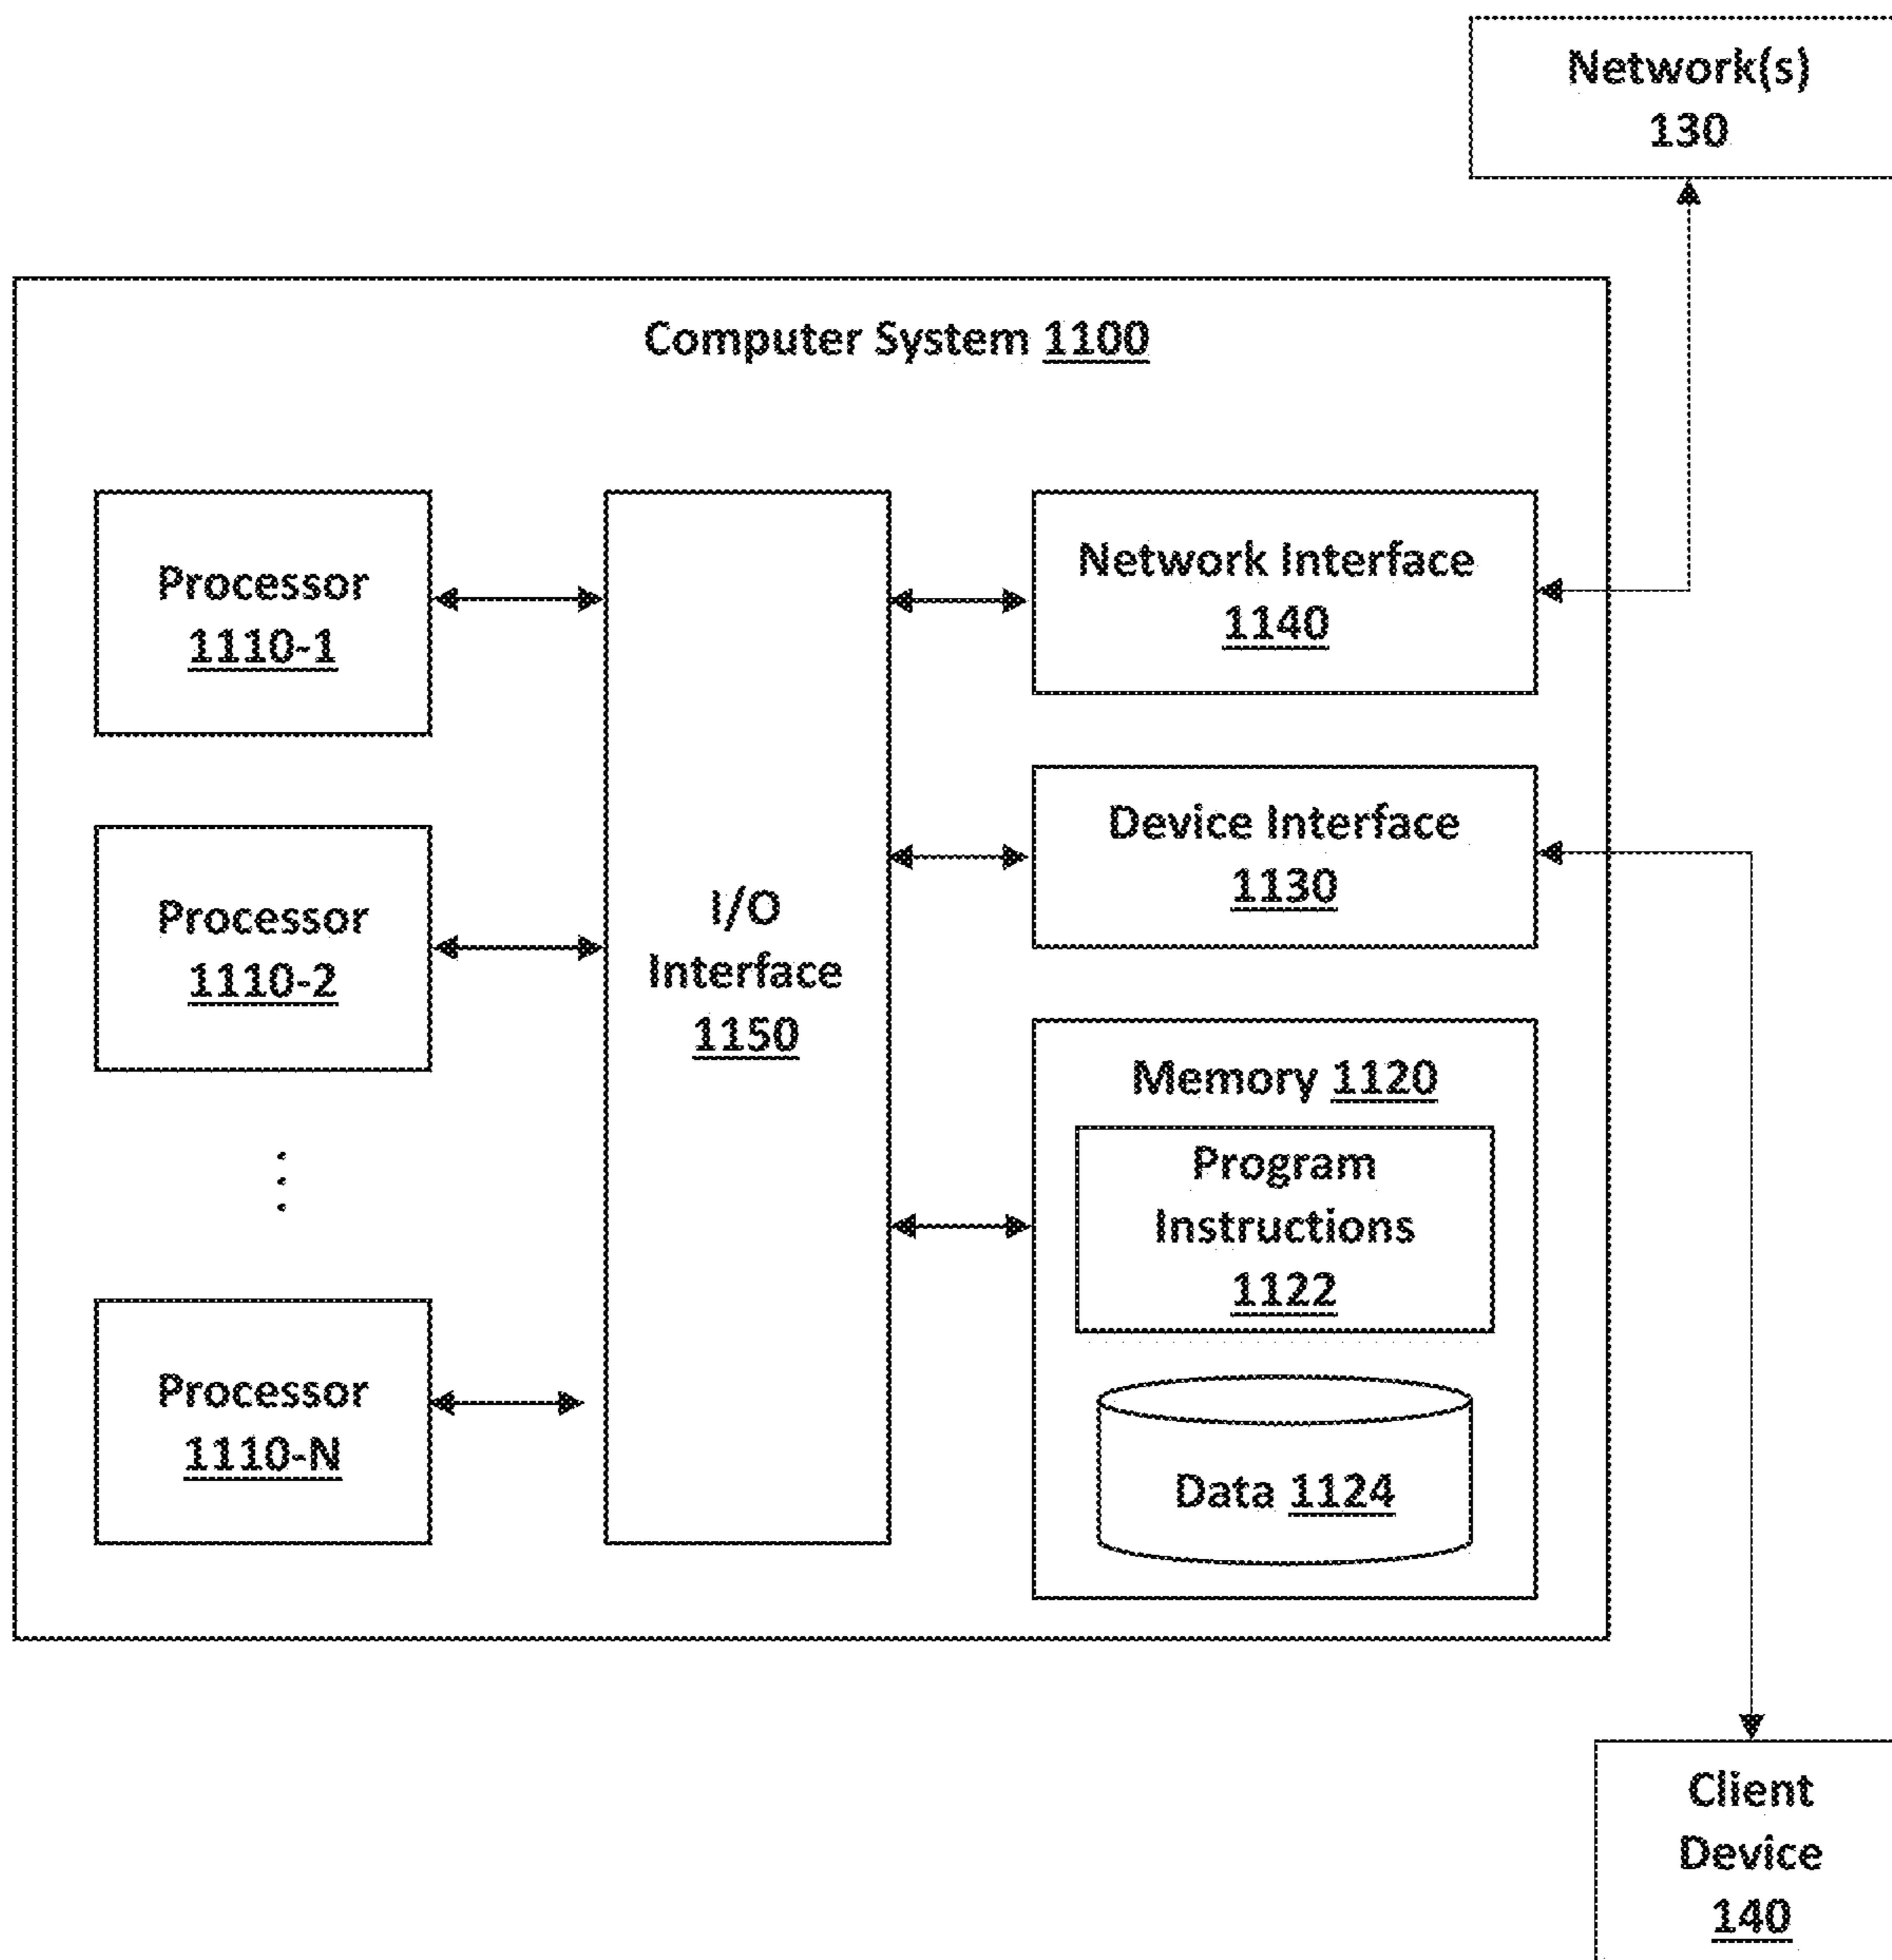 Network(s)
130
Computer System 1100
Processor
1110-1
Processor
1110-2
Processor
1110-N
I/O
Interface
1150
Network Interface
1140
Device Interface
1130
Memory 1120
Program
Instructions
1122
Data 1124
Client
Device
140